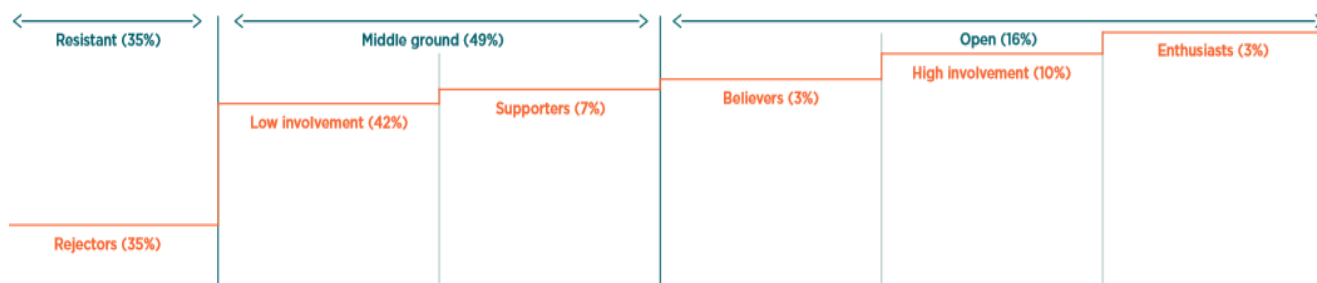 Resistant (35%)
Middle ground (49%)
Open (16%)
Enthusiasts (3%)
High involvement (10%)
Believers (3%)
Supporters (7%)
Low involvement (42%)
Rejectors (35%)